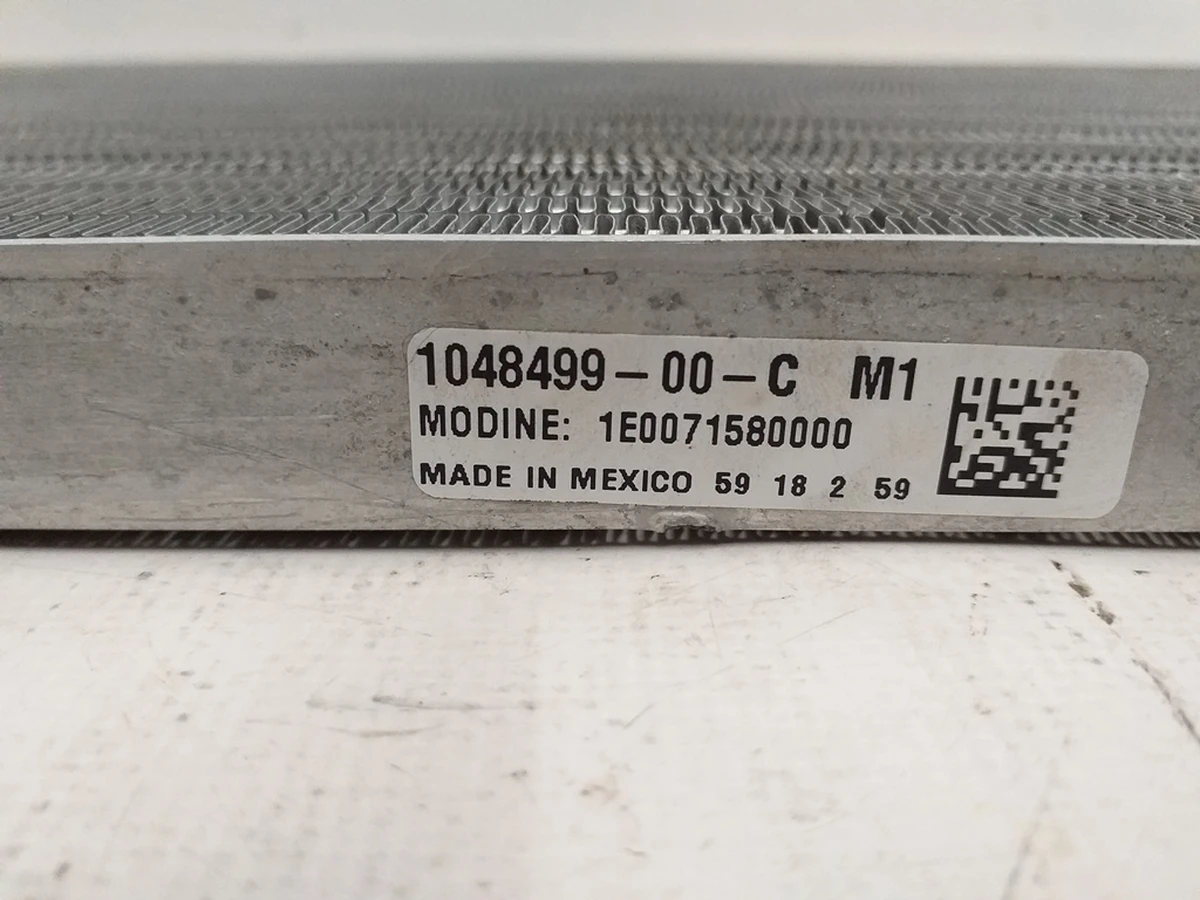 1048499-00-C M1
MODINE: 1E0071580000
MADE IN MEXICO 59 18 2 59